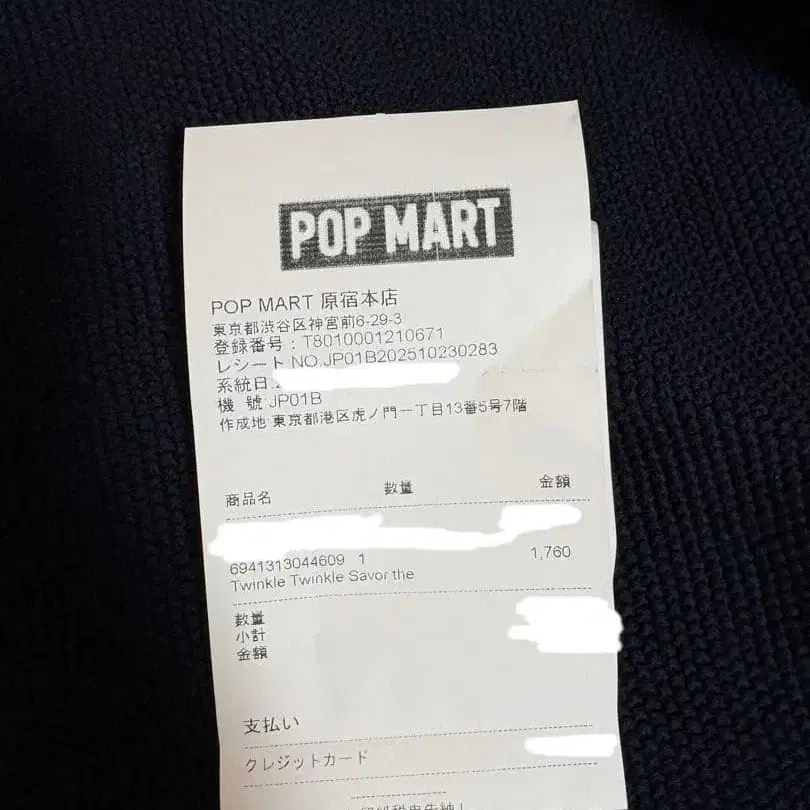 POP MART
POP MART 原宿本店
東京都渋谷区神宮前6-29-3
登録番号：T8010001210671
レシートNO.JP01B202510230283
系統日:
機 號:JP01B
作成地:東京都港区虎ノ門一丁目13番5号7階
商品名 数量 金額
6941313044609 1 1,760
Twinkle Twinkle Savor the
数量
小計
金額
支払い
クレジットカード